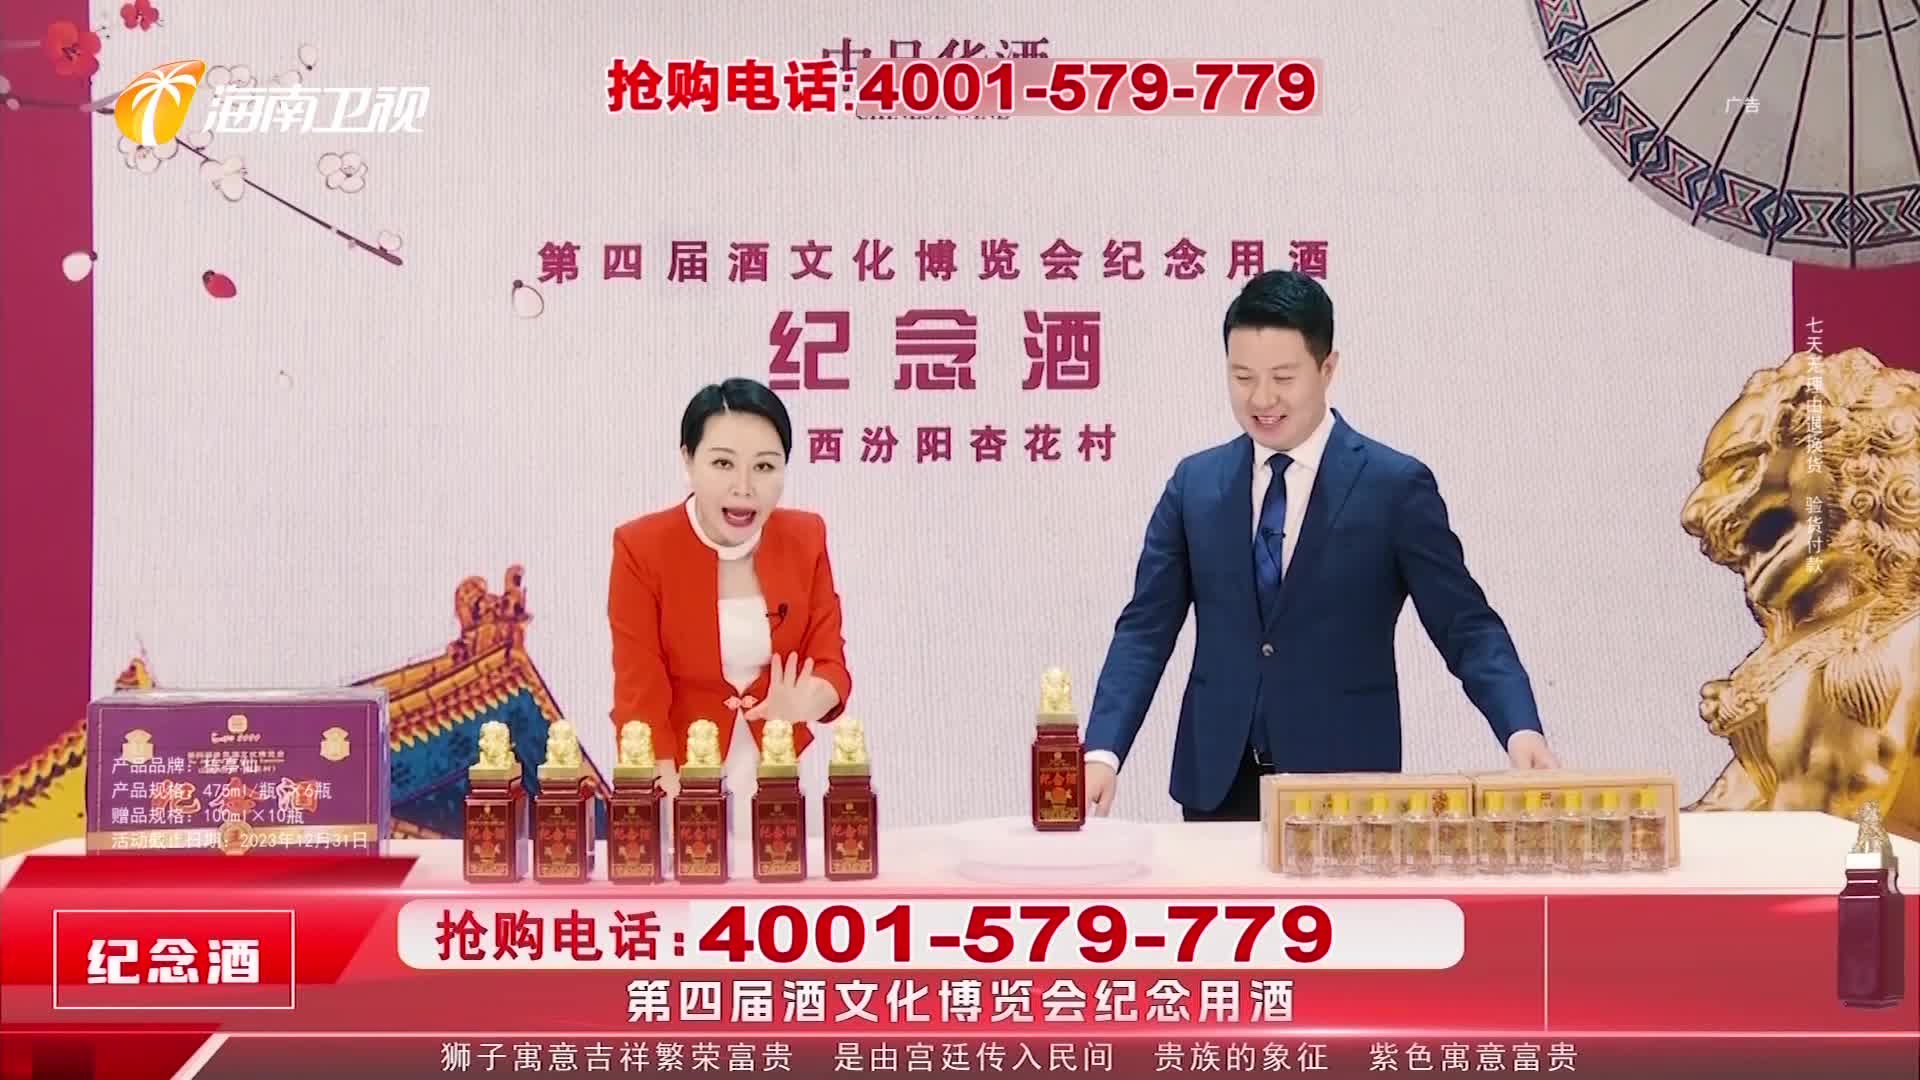 海南卫视
抢购电话:4001-579-779
广告
第四届酒文化博览会纪念用酒
纪念酒
西汾阳杏花村
七天无理由退换货 验货付款
产品规格：475ml/瓶 ×6瓶
赠品规格：100ml×10瓶
活动截止日期：2023年12月31日
纪念酒
抢购电话:4001-579-779
第四届酒文化博览会纪念用酒
狮子寓意吉祥繁荣富贵 是由宫廷传入民间 贵族的象征 紫色寓意富贵